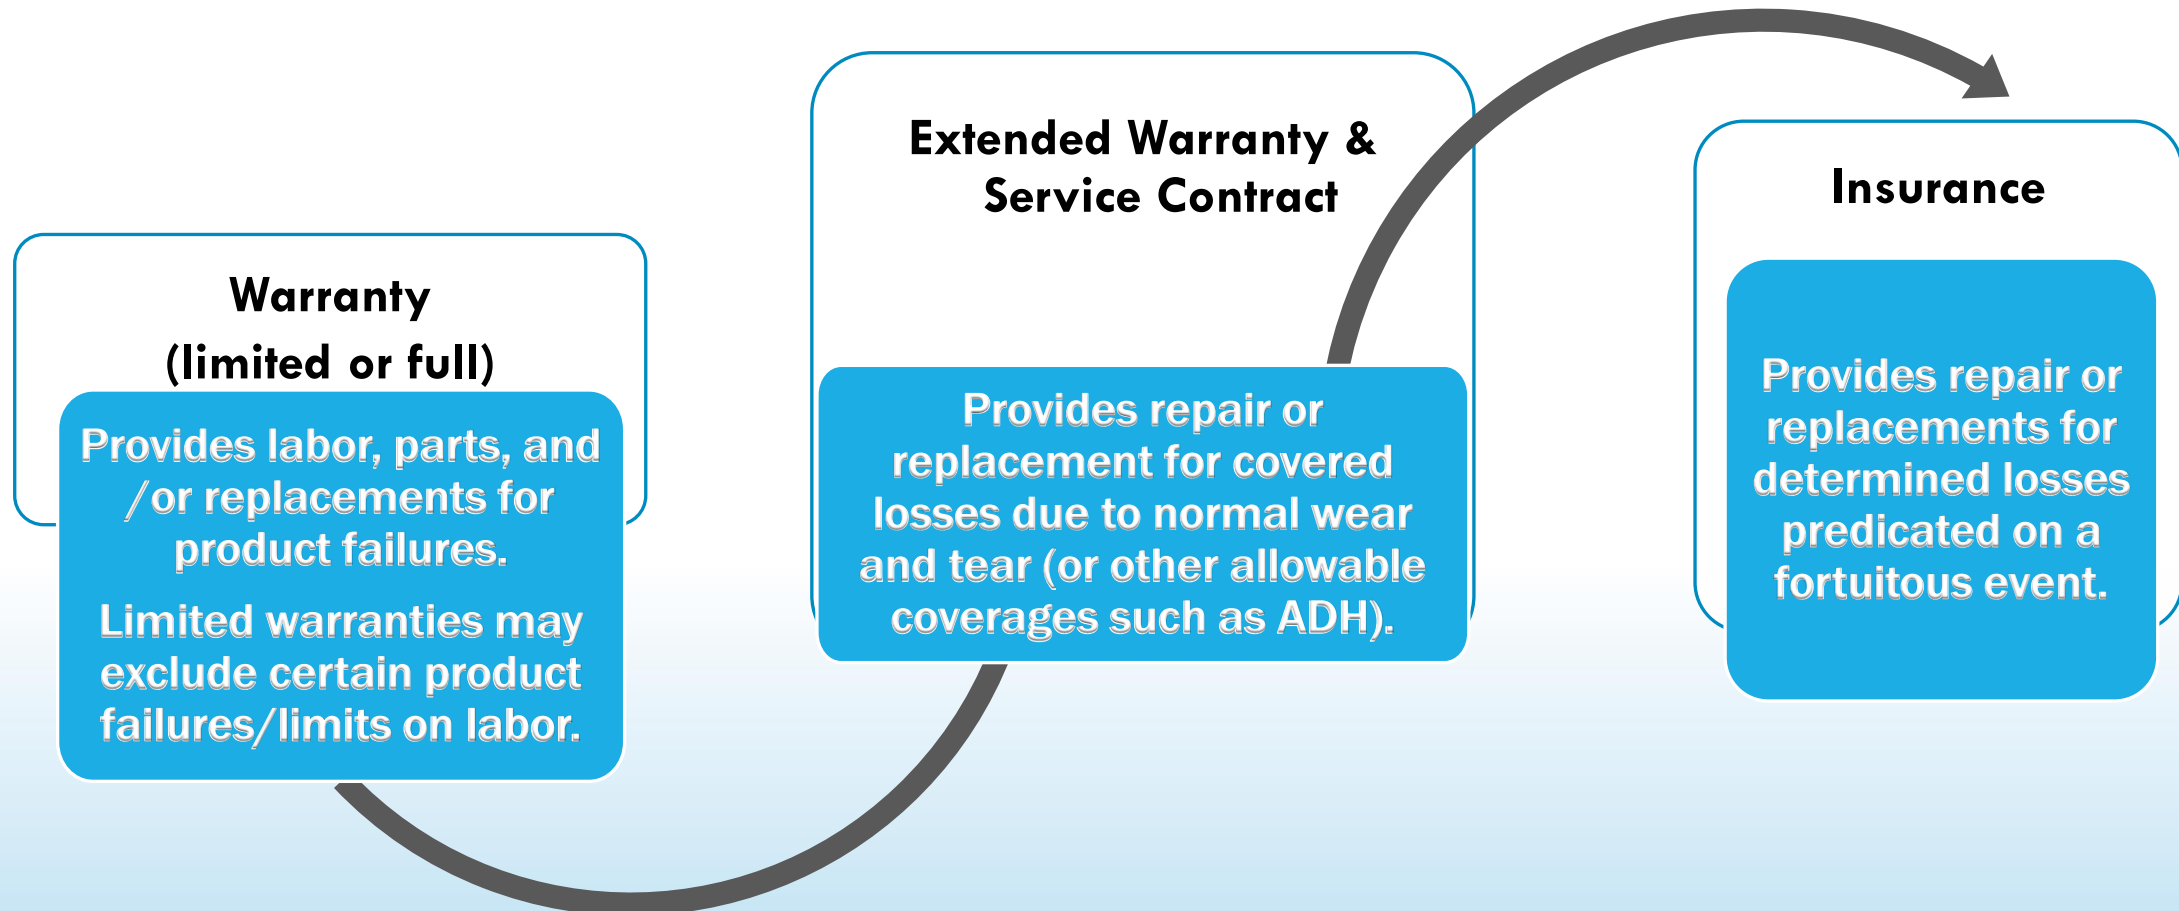 Warranty
(limited or full)
Provides labor, parts, and
/or replacements for
product failures.
Limited warranties may
exclude certain product
failures/limits on labor.
Extended Warranty &
Service Contract
Provides repair or
replacement for covered
losses due to normal wear
and tear (or other allowable
coverages such as ADH).
Insurance
Provides repair or
replacements for
determined losses
predicated on a
fortuitous event.